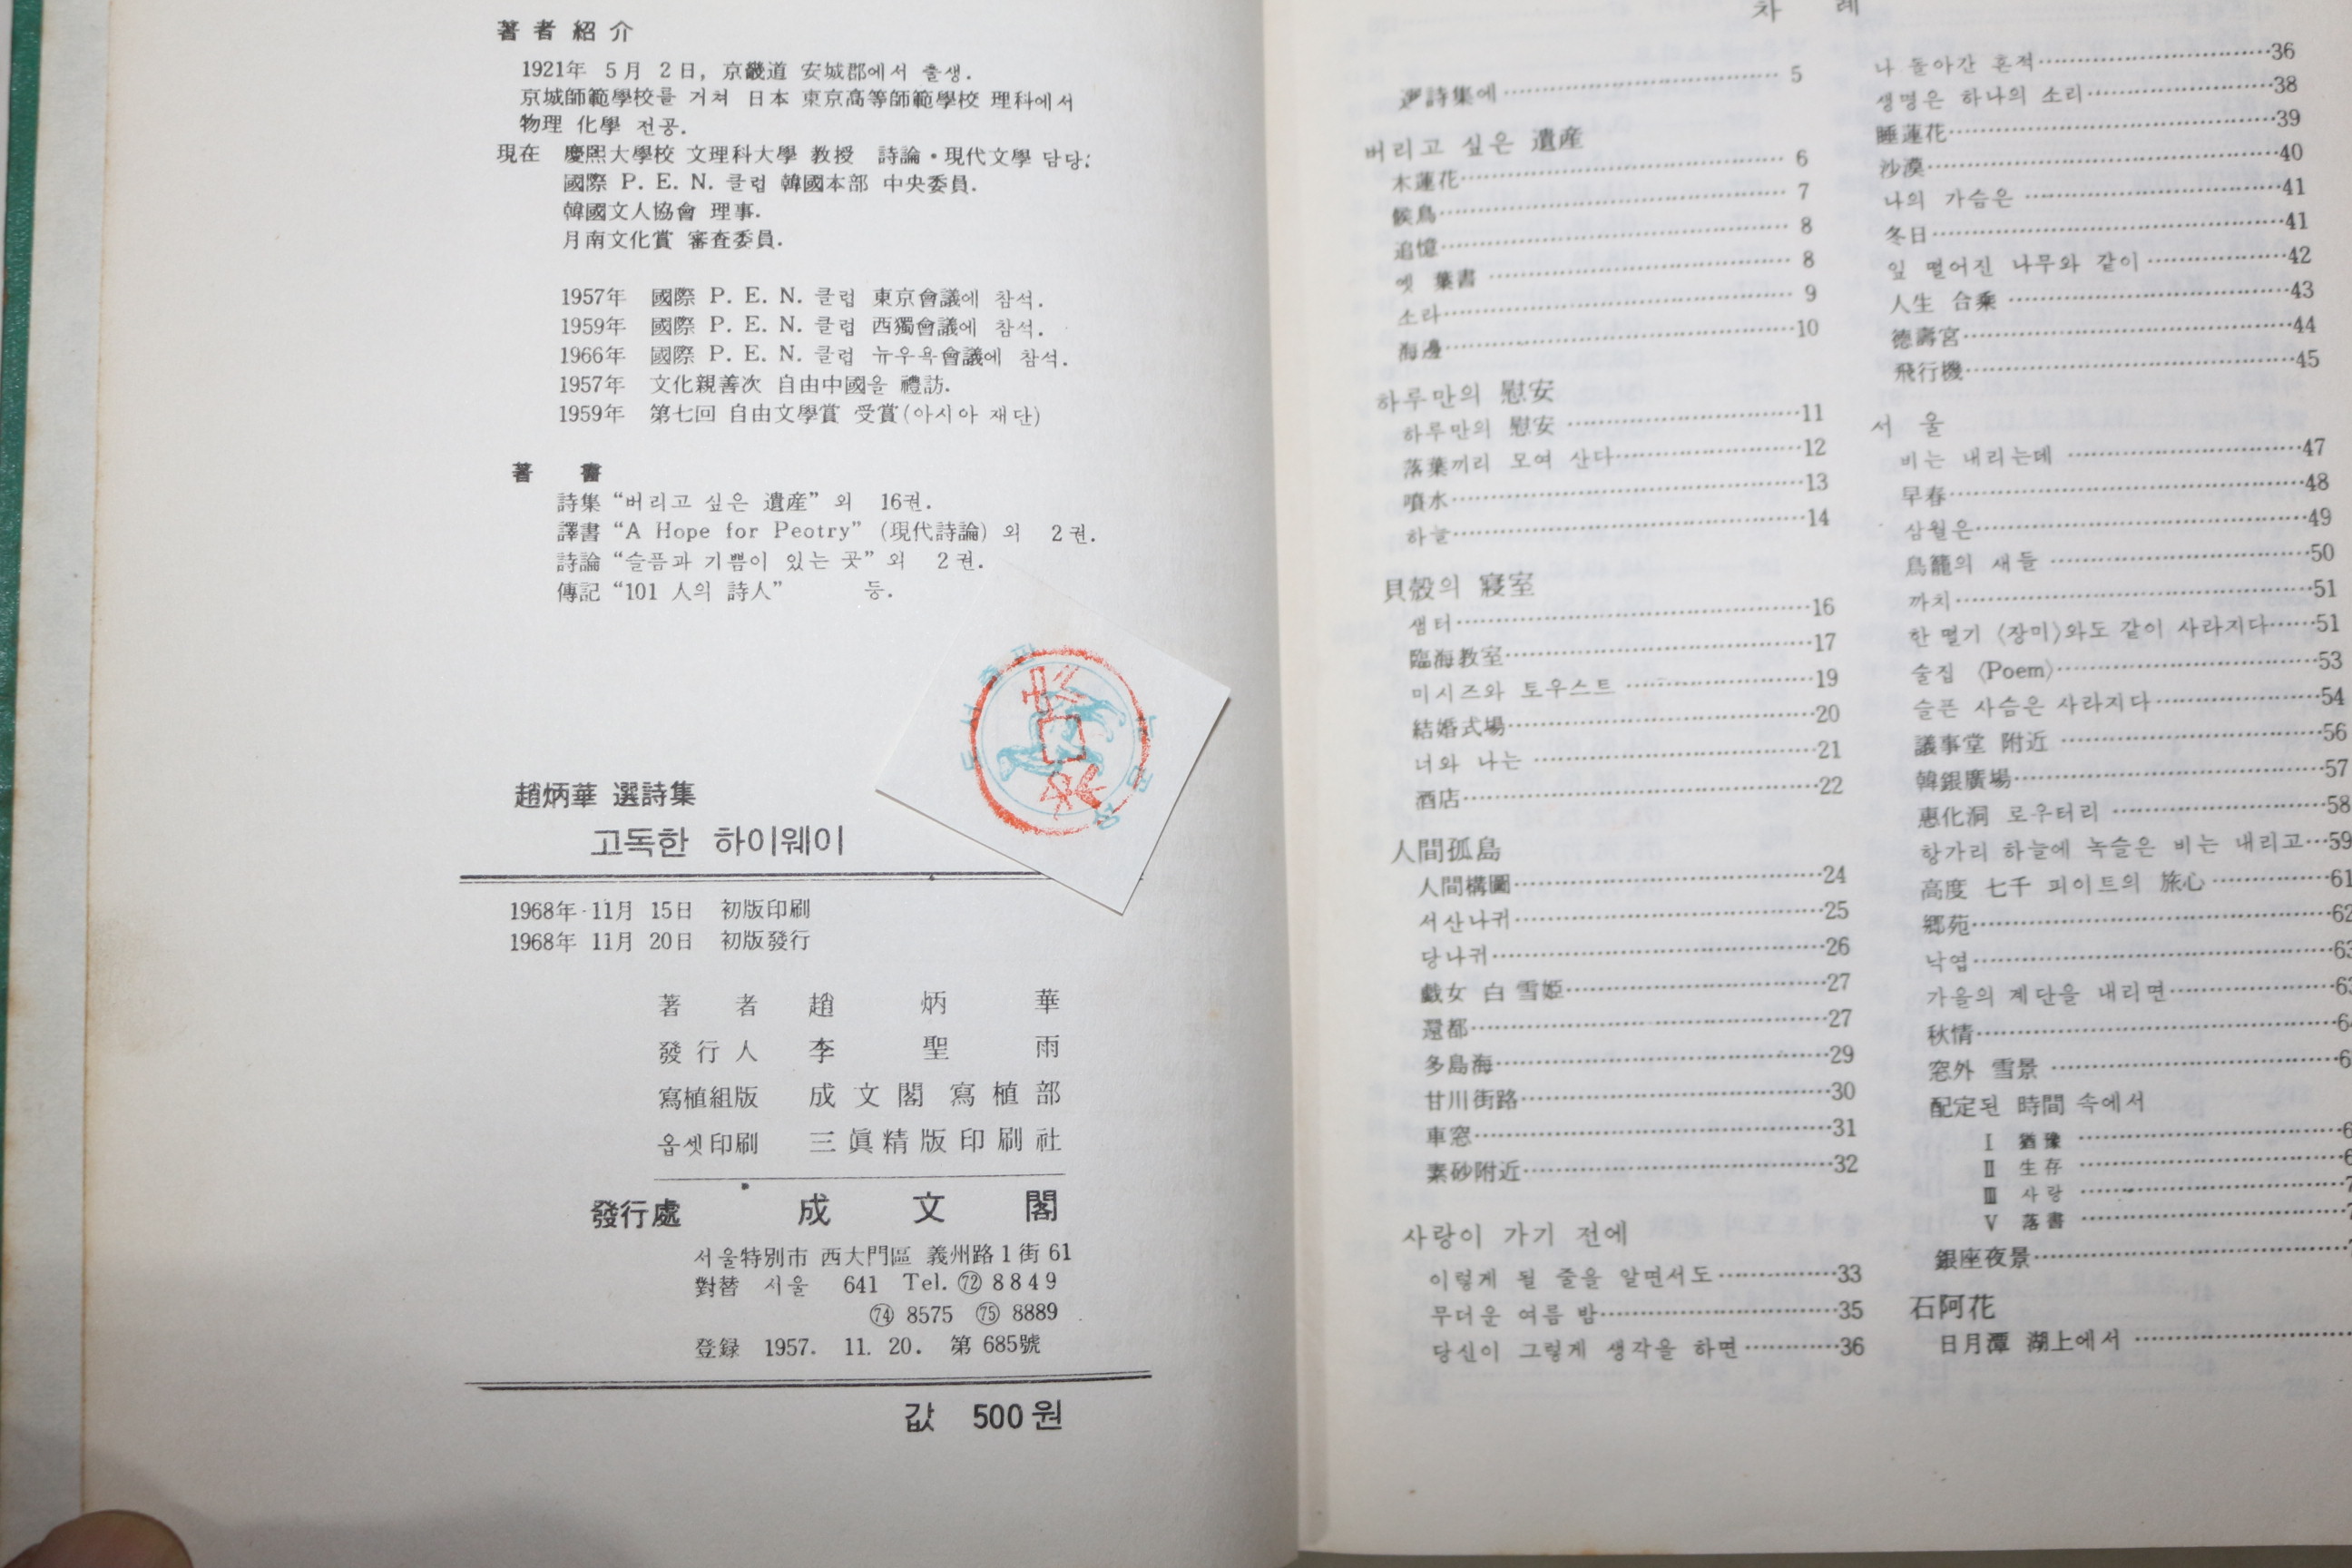 著者紹介
1921年 5月 2日, 京畿道 安城郡에서 출생.
京城師範學校를 거쳐 日本 東京高等師範學校 理科에서
物理 化學 전공.
現在 慶熙大學校 文理科大學 敎授 詩論・現代文學 담당.
國際 P. E. N. 클럽 韓國本部 中央委員.
韓國文人協會 理事.
月南文化賞 審査委員.
1957年 國際 P. E. N. 클럽 東京會議에 참석.
1959年 國際 P. E. N. 클럽 西獨會議에 참석.
1966年 國際 P. E. N. 클럽 뉴우욕會議에 참석.
1957年 文化親善次 自由中國을 禮訪.
1959年 第七回 自由文學賞 受賞(아시아 재단)
著 書
詩集 “버리고 싶은 遺産” 외 16권.
譯書 “A Hope for Peotry” (現代詩論) 외 2권.
詩論 “슬픔과 기쁨이 있는 곳” 외 2권.
傳記 “101 人의 詩人” 등.
趙炳華 選詩集
고독한 하이웨이
1968年 11月 15日 初版印刷
1968年 11月 20日 初版發行
著者 趙炳華
發行人 李聖雨
寫植組版 成文閣 寫植部
옵셋印刷 三眞精版印刷社
發行處 成文閣
서울特別市 西大門區 義州路1街 61
對替 서울 641 Tel. ㉒ 8849
8575 8889
登録 1957. 11. 20. 第 685號
값 500원
차 례
選詩集에 5
버리고 싶은 遺産
木蓮花 6
候鳥 7
追憶 8
옛 葉書 8
소라 9
海邊 10
하루만의 慰安
하루만의 慰安 11
落葉끼리 모여 산다 12
噴水 13
하늘 14
貝殼의 寢室
샘터 16
臨海敎室 17
미시즈와 토우스트 19
結婚式場 20
너와 나는 21
酒店 22
人間孤島
人間構圖 24
서산나귀 25
당나귀 26
戱女 白雪姬 27
還都 27
多島海 29
甘川街路 30
車窓 31
素砂附近 32
사랑이 가기 전에
이렇게 될 줄을 알면서도 33
무더운 여름 밤 35
당신이 그렇게 생각을 하면 36
나 돌아간 흔적 36
생명은 하나의 소리 38
睡蓮花 39
沙漠 40
나의 가슴은 41
冬日 41
잎 떨어진 나무와 같이 42
人生 合乘 43
德壽宮 44
飛行機 45
서 울
비는 내리는데 47
早春 48
삼월은 49
鳥籠의 새들 50
까치 51
한 떨기 〈장미〉와도 같이 사라지다 51
술집 〈Poem〉 53
슬픈 사슴은 사라지다 54
議事堂 附近 56
韓銀廣場 57
惠化洞 로우터리 58
항가리 하늘에 녹슬은 비는 내리고 59
高度 七千 피이트의 旅心 61
鄕苑 62
낙엽
가을의 계단을 내리면
秋情
窓外 雪景
配定된 時間 속에서
Ⅰ 猶豫
Ⅱ 生存
Ⅲ 사랑
Ⅴ 落書
銀座夜景
石阿花
日月潭 湖上에서